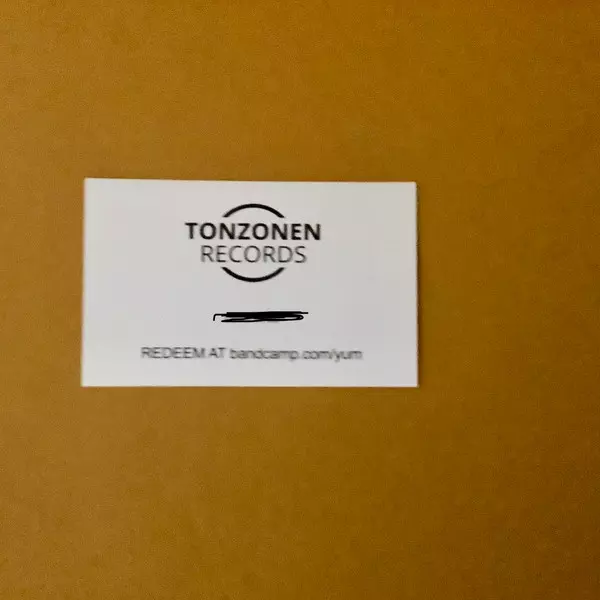 TONZONEN
RECORDS
REDEEM AT bandcamp.com/yum